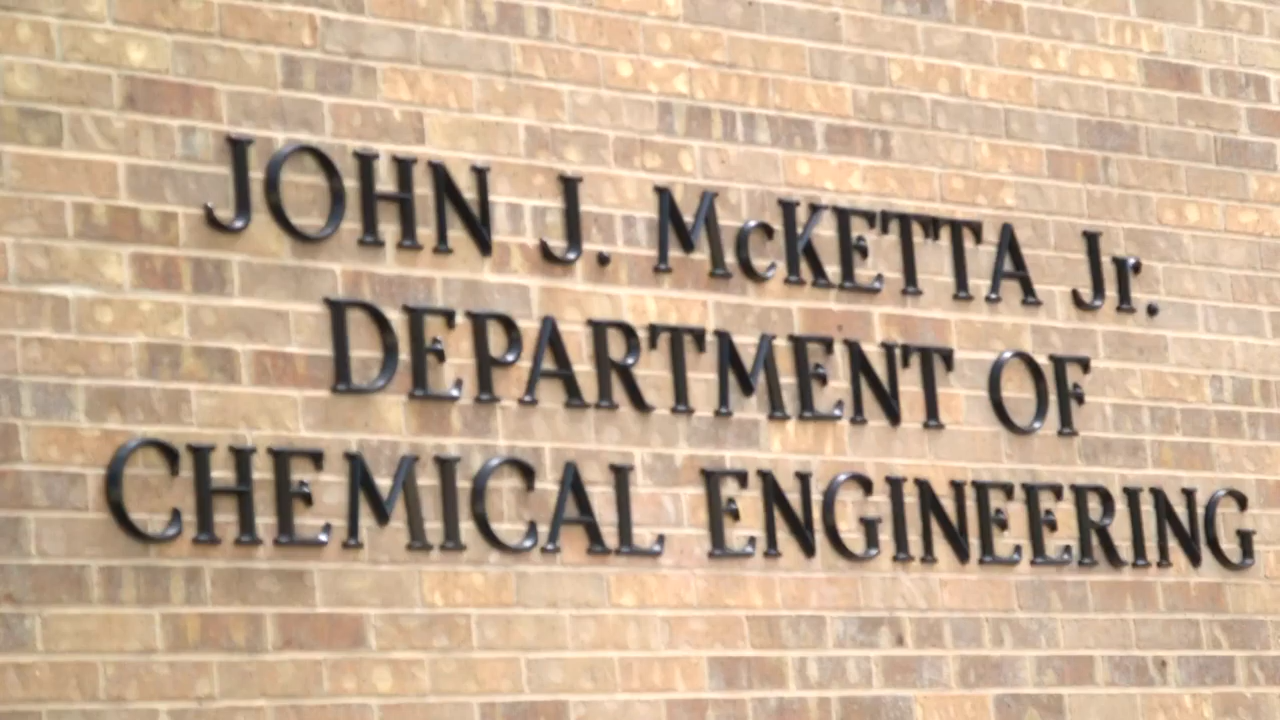 JOHN J. McKETTA Jr.
DEPARTMENT OF
CHEMICAL ENGINEERING